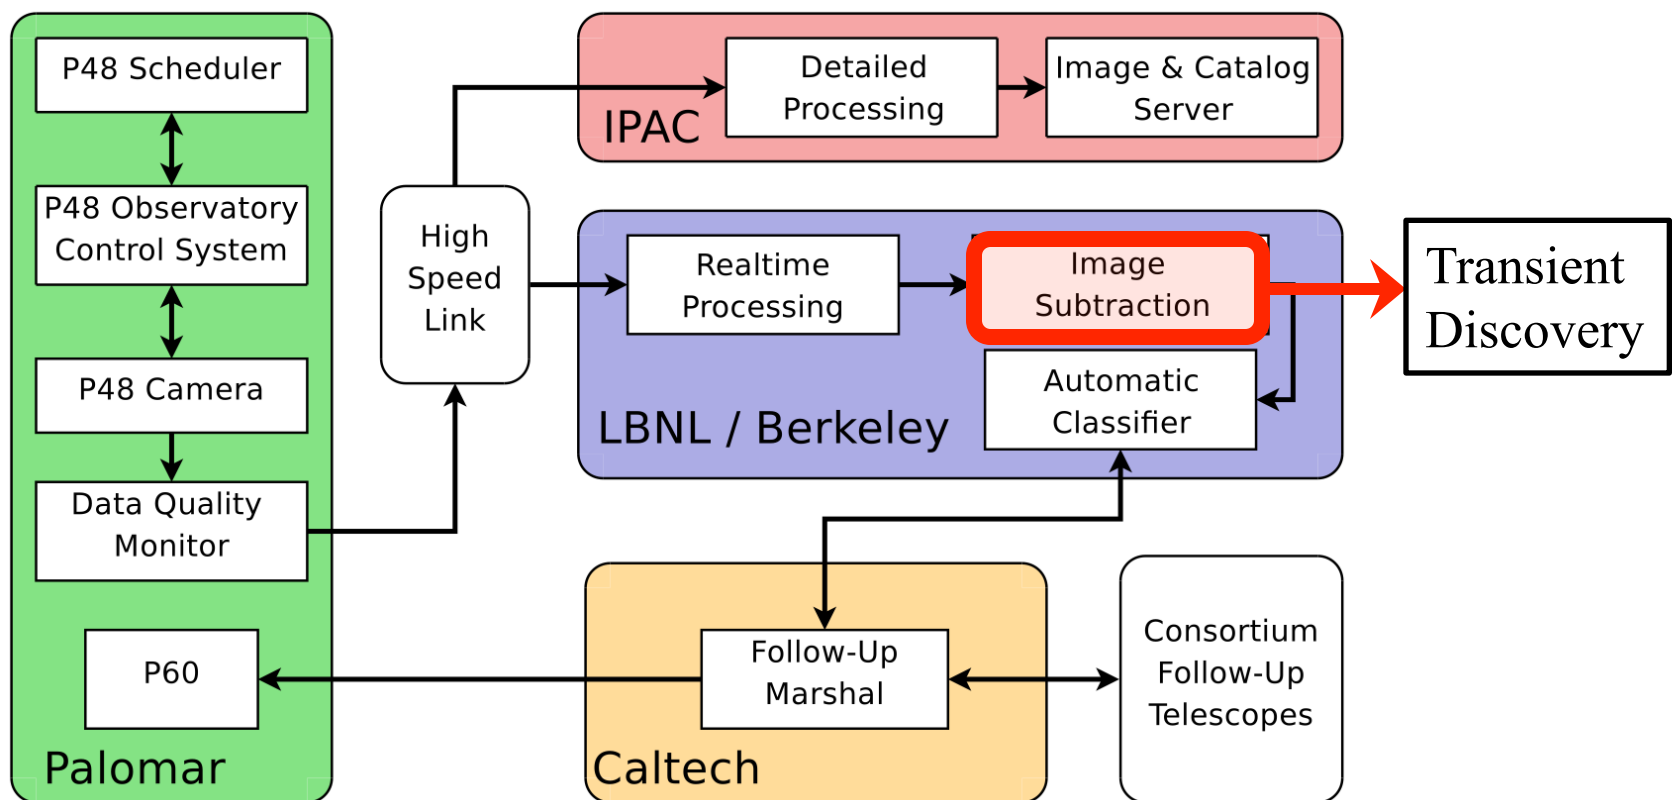 P48 Scheduler
P48 Observatory
Control System
P48 Camera
Data Quality
Monitor
P60
Palomar
High
Speed
Link
Detailed
Processing
Image & Catalog
Server
IPAC
Realtime
Processing
Image
Subtraction
Automatic
Classifier
LBNL / Berkeley
Transient
Discovery
Follow-Up
Marshal
Caltech
Consortium
Follow-Up
Telescopes